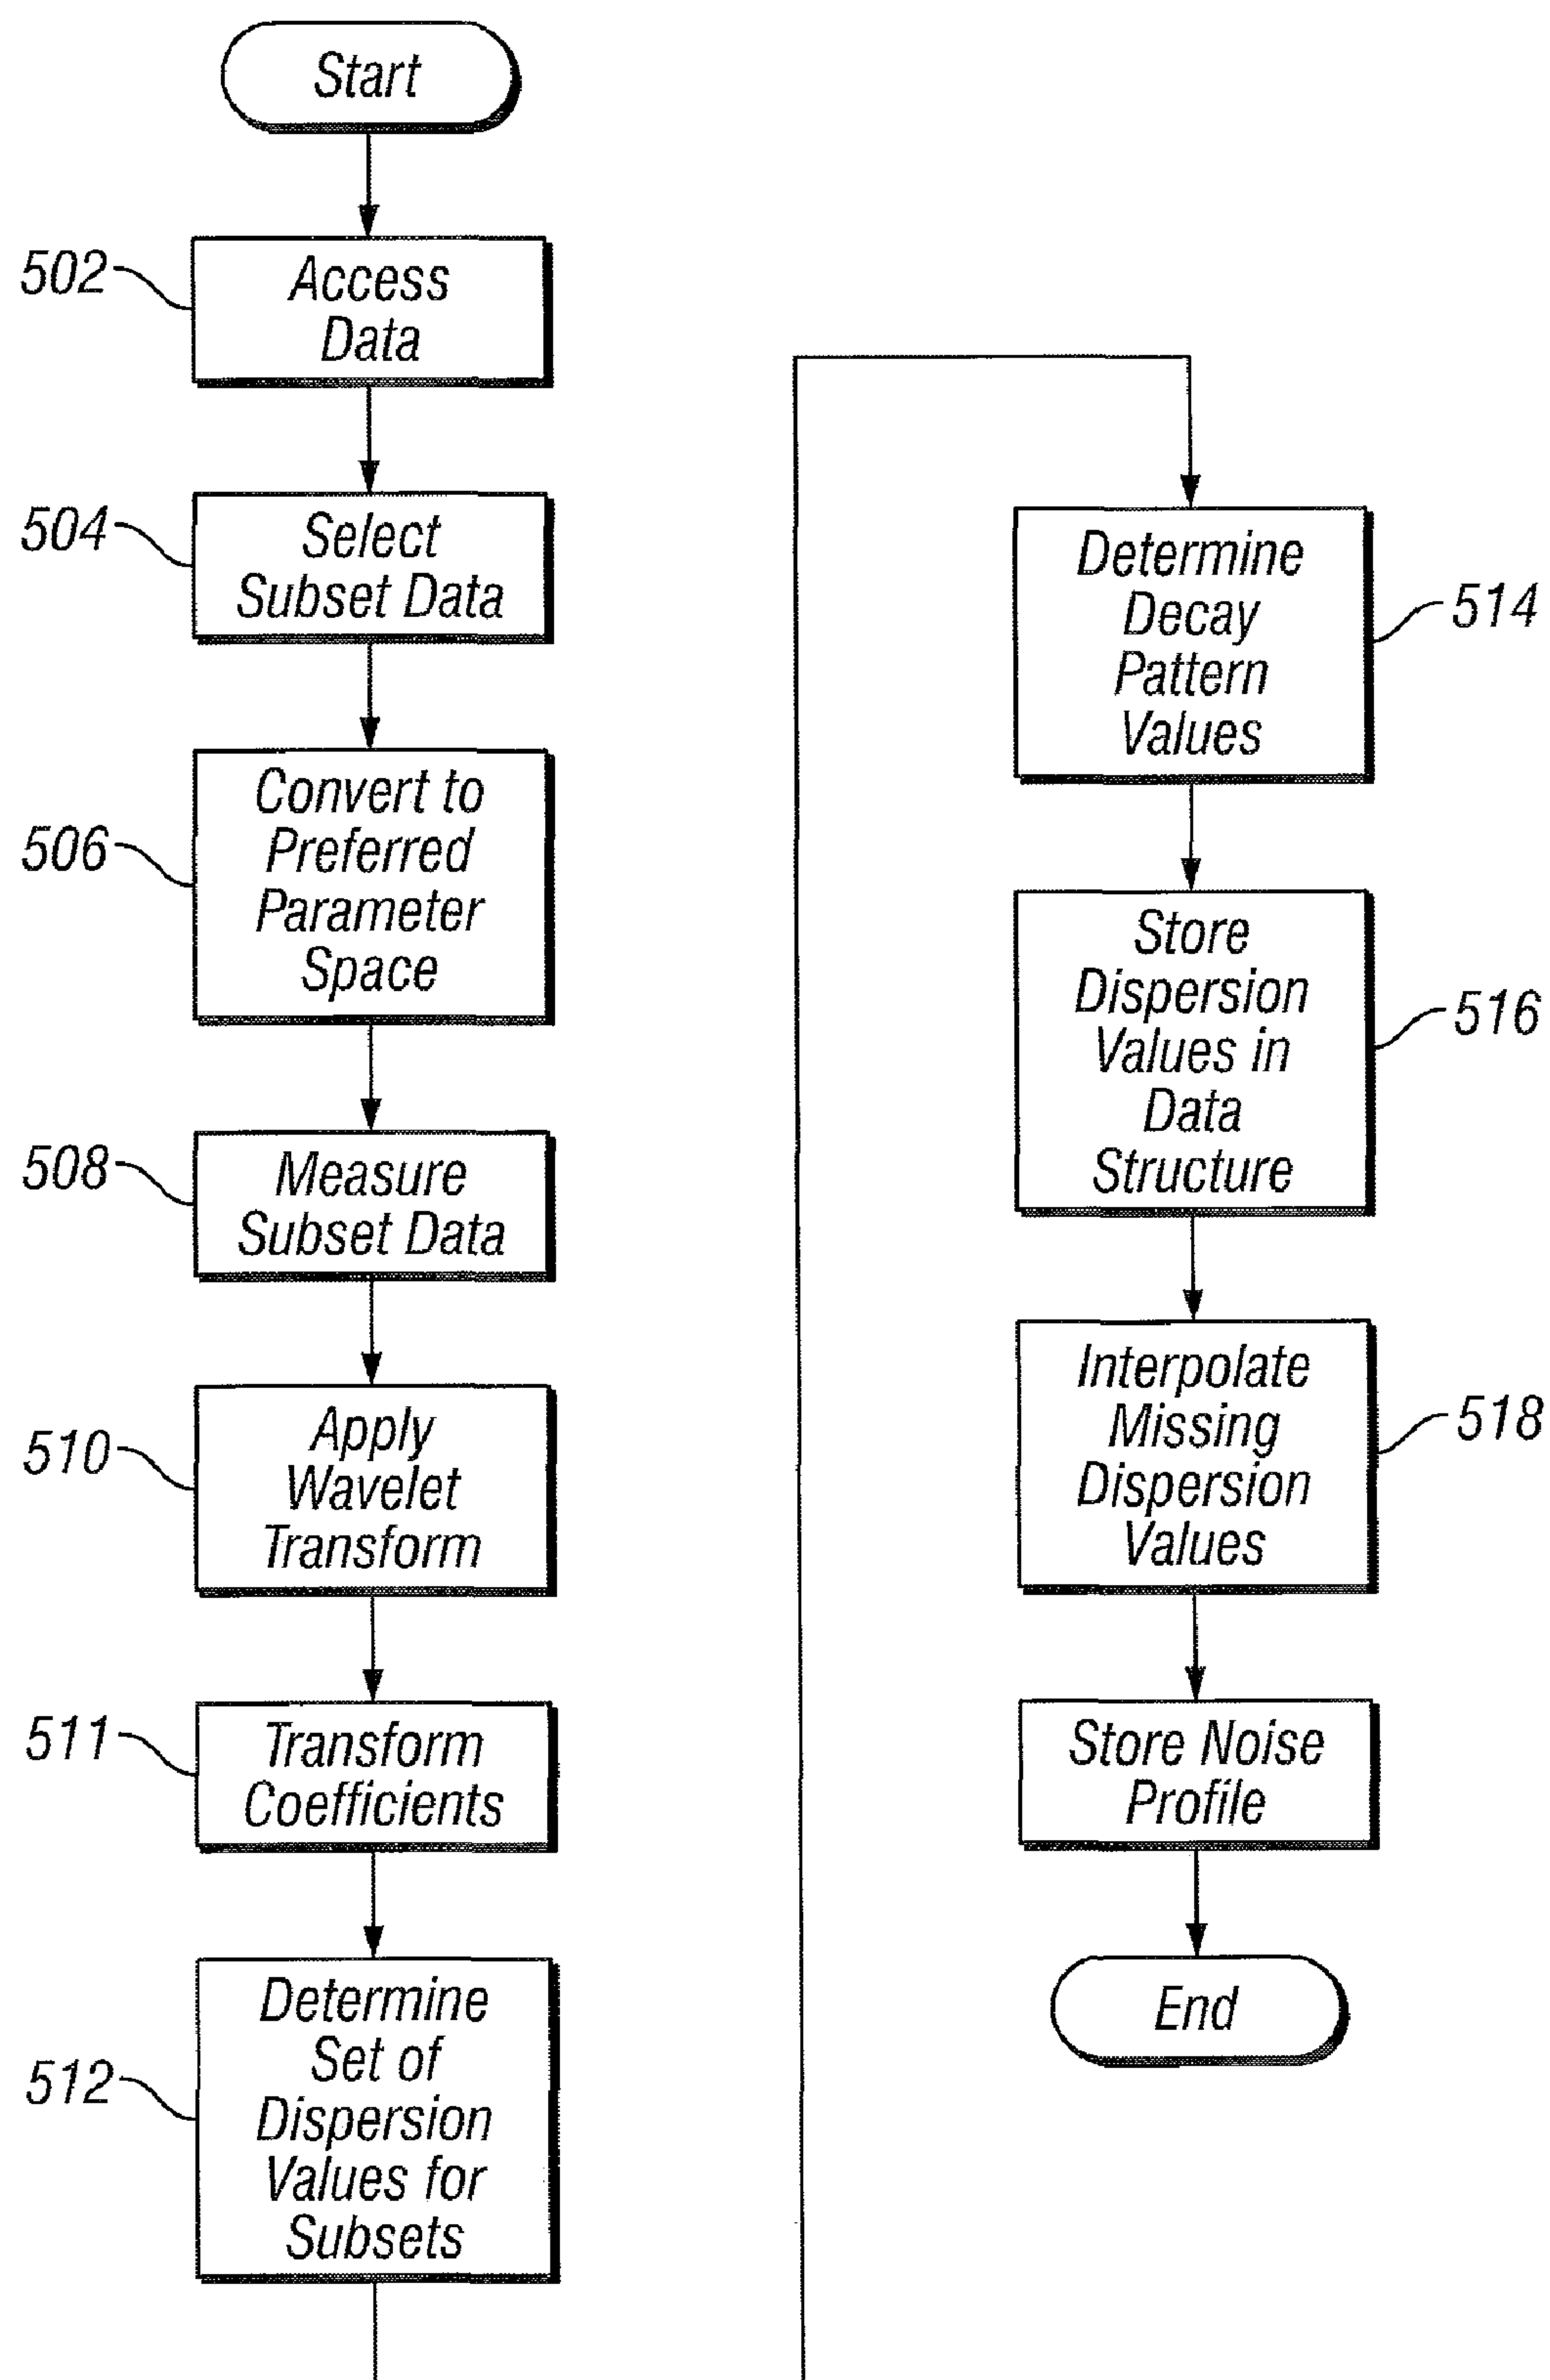 Start
502
Access
Data
504
Select
Subset Data
506
Convert to
Preferred
Parameter
Space
508
Measure
Subset Data
510
Apply
Wavelet
Transform
511
Transform
Coefficients
512
Determine
Set of
Dispersion
Values for
Subsets
Determine
Decay
Pattern
Values
514
Store
Dispersion
Values in
Data
Structure
516
Interpolate
Missing
Dispersion
Values
518
Store Noise
Profile
End